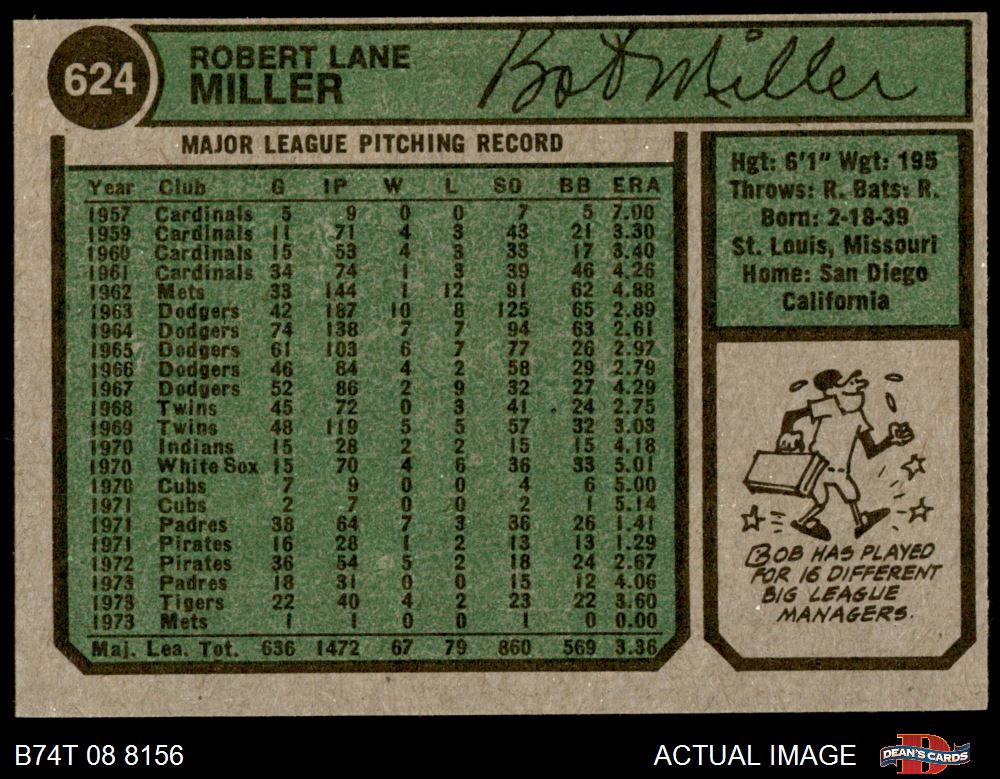 624
ROBERT LANE
MILLER
Bob Miller
MAJOR LEAGUE PITCHING RECORD
Year Club G IP W L SO BB ERA
1957 Cardinals 5 9 0 0 7 5 7.00
1959 Cardinals 11 71 4 3 43 21 3.30
1960 Cardinals 15 53 4 3 33 17 3.40
1961 Cardinals 34 74 1 3 39 46 4.26
1962 Mets 33 144 1 12 91 62 4.88
1963 Dodgers 42 187 10 8 125 65 2.89
1964 Dodgers 74 138 7 7 94 63 2.61
1965 Dodgers 61 103 6 7 77 26 2.97
1966 Dodgers 46 84 4 2 58 29 2.79
1967 Dodgers 52 86 2 9 32 27 4.29
1968 Twins 45 72 0 3 41 24 2.75
1969 Twins 48 119 5 5 57 32 3.03
1970 Indians 15 28 2 2 15 15 4.18
1970 White Sox 15 70 4 6 36 33 5.01
1970 Cubs 7 9 0 0 4 6 5.00
1971 Cubs 2 7 0 0 2 1 5.14
1971 Padres 38 64 7 3 36 26 1.41
1971 Pirates 16 28 1 2 13 13 1.29
1972 Pirates 36 54 5 2 18 24 2.67
1973 Padres 18 31 0 0 15 12 4.06
1973 Tigers 22 40 4 2 23 22 3.60
1973 Mets 1 1 0 0 1 0 0.00
Maj. Lea. Tot. 636 1472 67 79 860 569 3.36
Hgt: 6'1" Wgt: 195
Throws: R. Bats: R.
Born: 2-18-39
St. Louis, Missouri
Home: San Diego
California
BOB HAS PLAYED
FOR 16 DIFFERENT
BIG LEAGUE
MANAGERS.
B74T 08 8156
ACTUAL IMAGE
DEAN'S CARDS